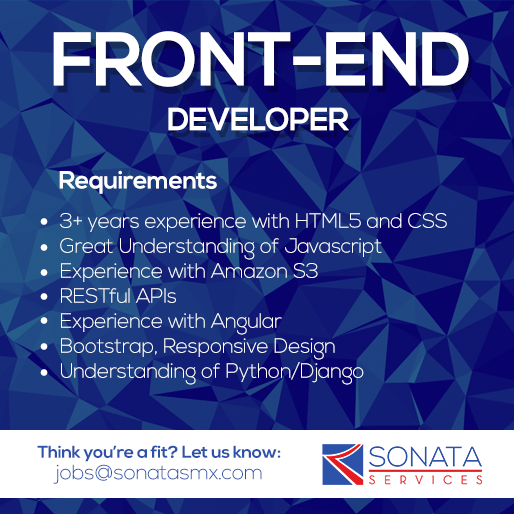 FRONT-END
DEVELOPER
Requirements
• 3+ years experience with HTML5 and CSS
• Great Understanding of Javascript
• Experience with Amazon S3
• RESTful APIs
• Experience with Angular
• Bootstrap, Responsive Design
• Understanding of Python/Django
Think you're a fit? Let us know:
jobs@sonatasmx.com
SONATA
SERVICES